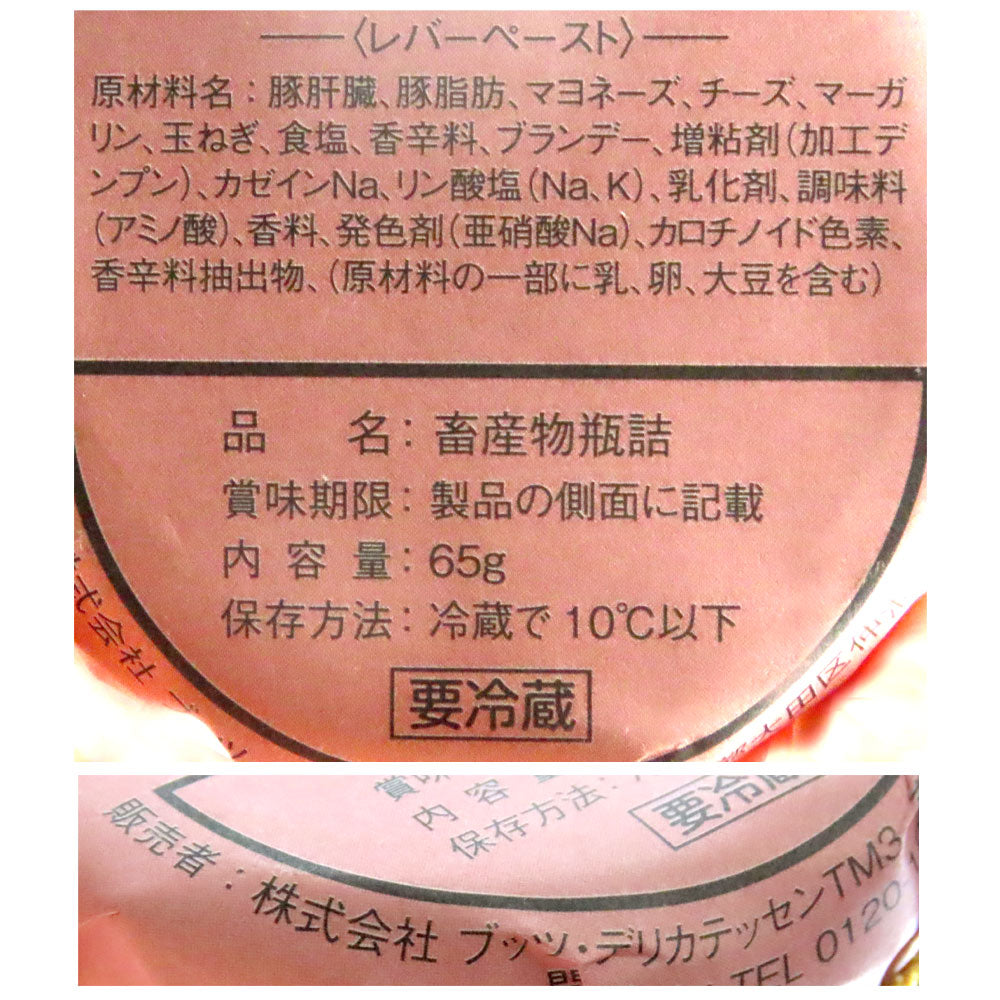 〈レバーペースト〉
原材料名：豚肝臓、豚脂肪、マヨネーズ、チーズ、マーガ
リン、玉ねぎ、食塩、香辛料、ブランデー、増粘剤（加工デ
ンプン）、カゼインNa、リン酸塩（Na、K）、乳化剤、調味料
（アミノ酸）、香料、発色剤（亜硝酸Na）、カロチノイド色素、
香辛料抽出物、（原材料の一部に乳、卵、大豆を含む）
品名：畜産物瓶詰
賞味期限：製品の側面に記載
内容量：65g
保存方法：冷蔵で10℃以下
要冷蔵
式会社
大田区仲
賞味
内容量
保存方法：
要冷蔵
販売者：株式会社 ブッツ・デリカテッセンTM3
TEL 0120-